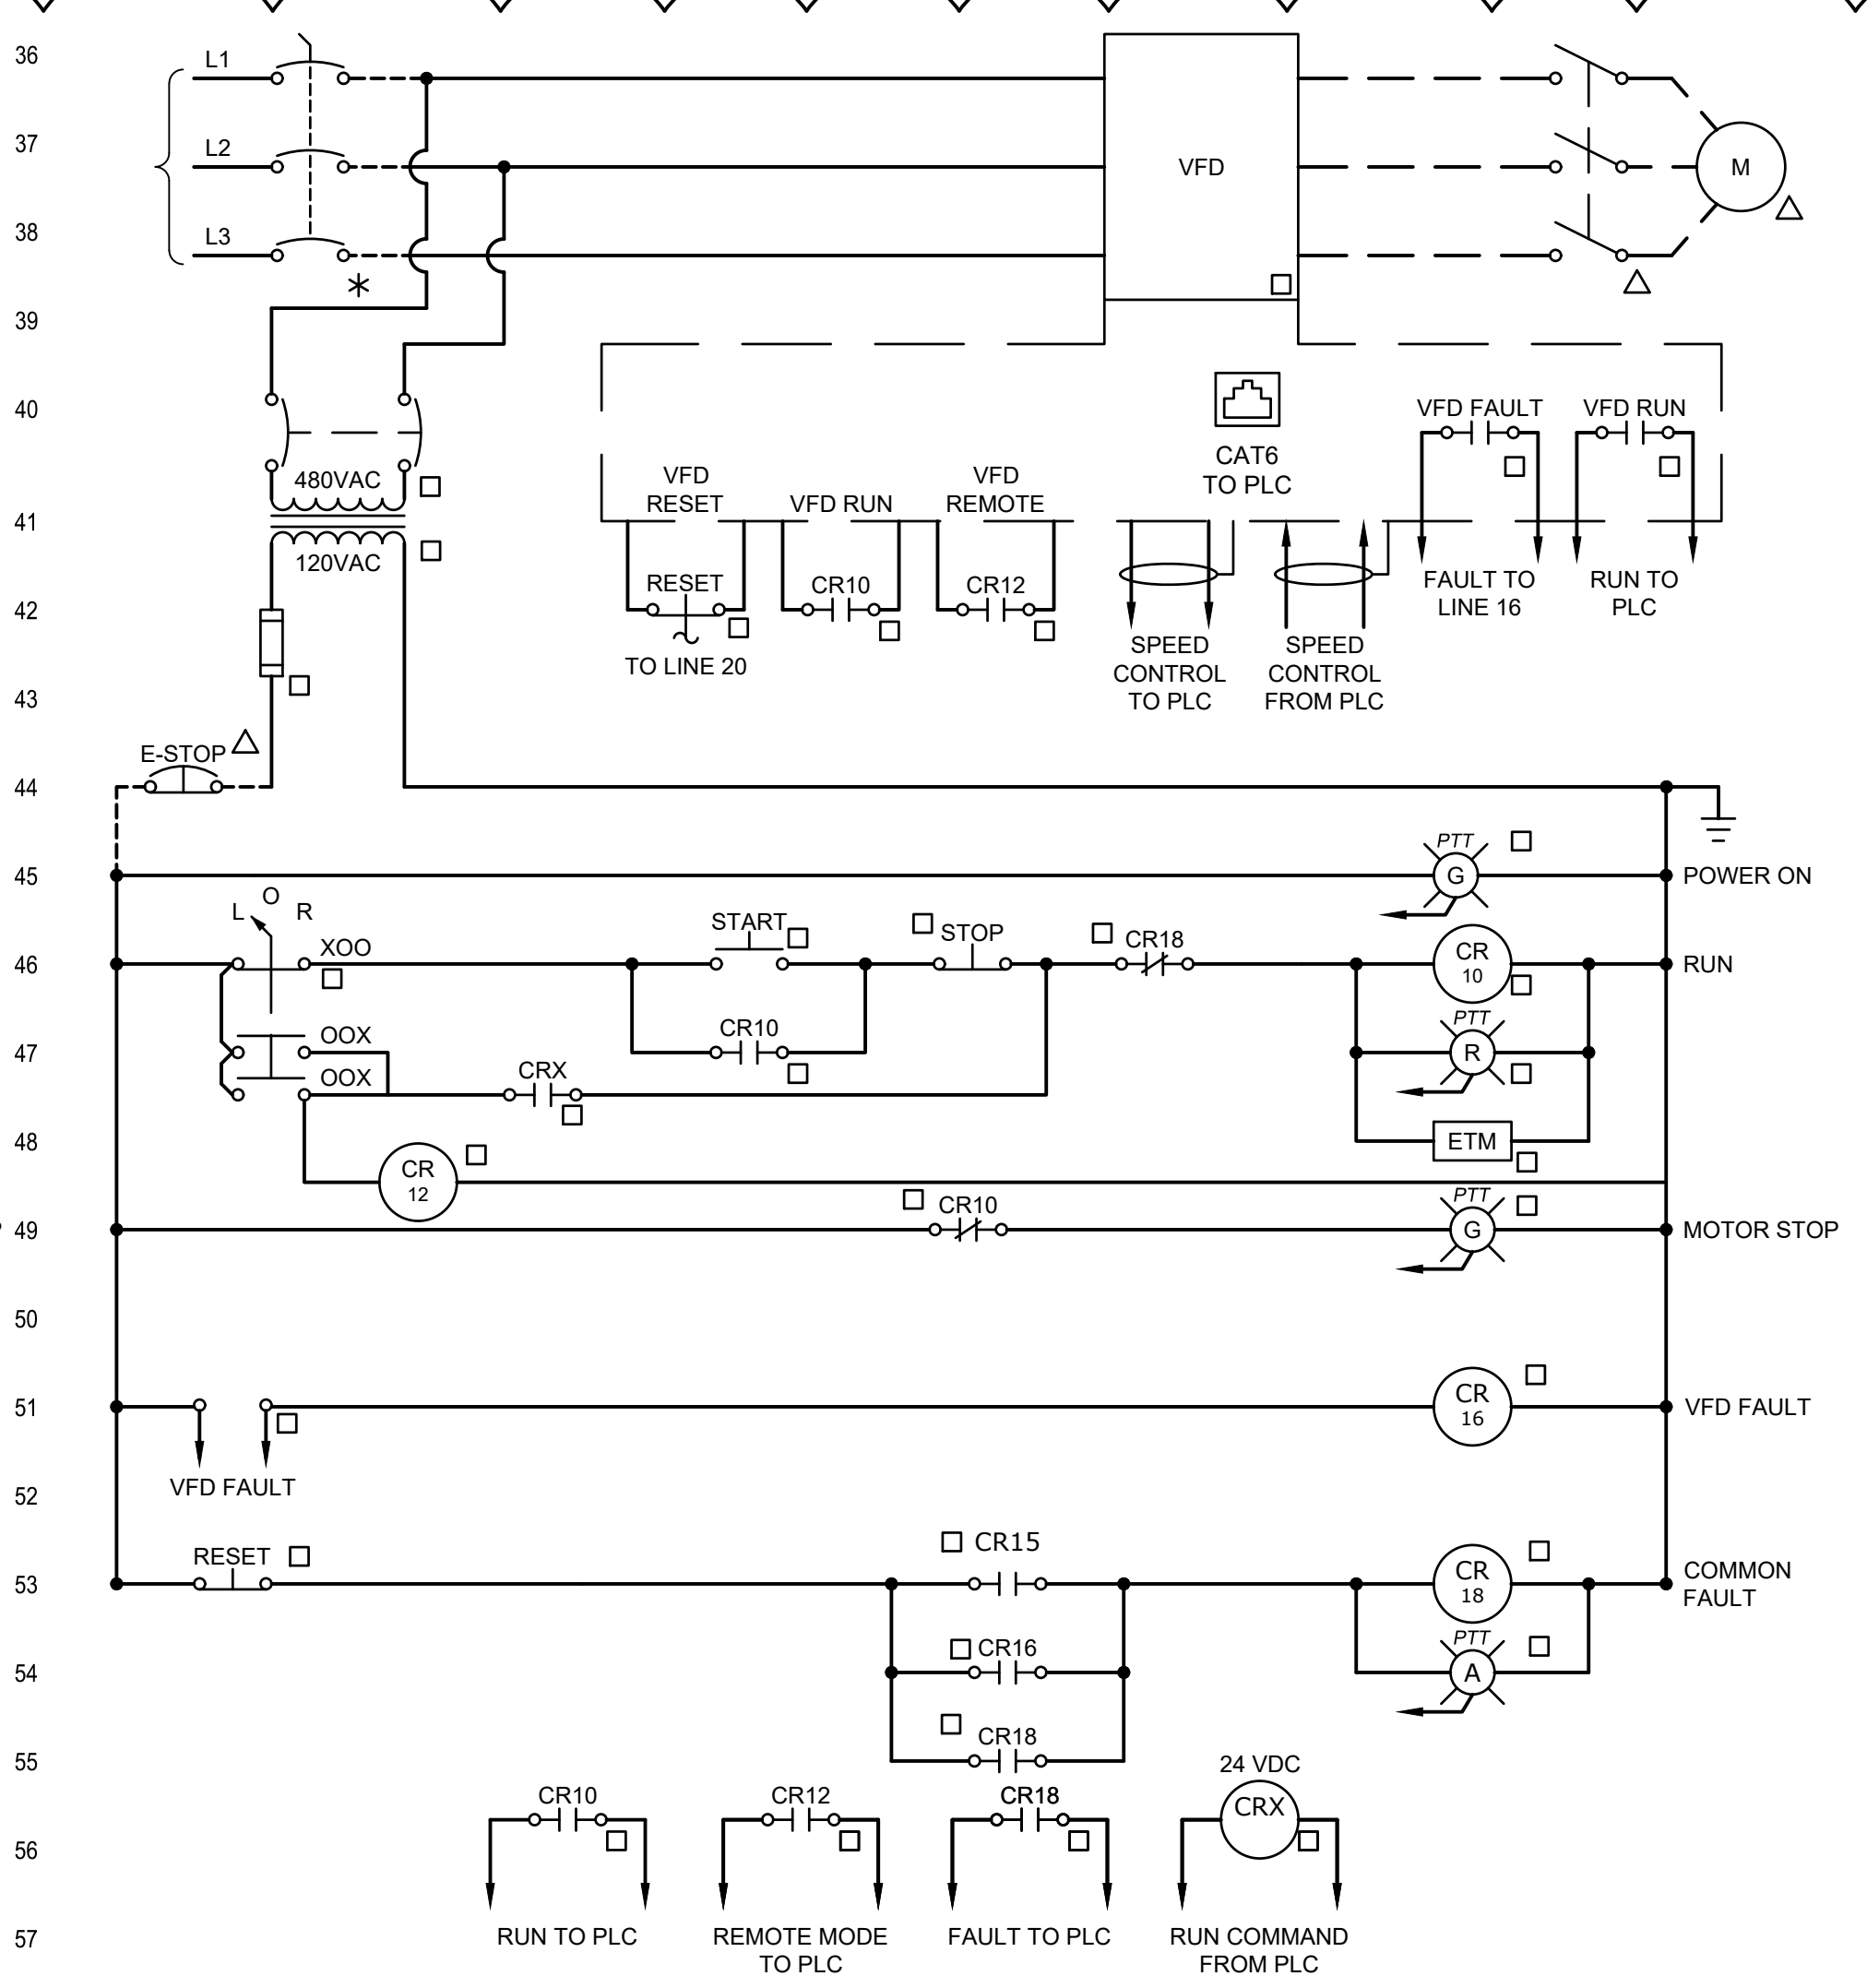 36
L1
37
L2
VFD
M
38
L3
39
40
VFD FAULT
VFD RUN
CAT6
TO PLC
480VAC
VFD
RESET
VFD RUN
VFD
REMOTE
41
120VAC
RESET
CR10
CR12
FAULT TO
LINE 16
RUN TO
PLC
42
TO LINE 20
SPEED
CONTROL
TO PLC
SPEED
CONTROL
FROM PLC
43
E-STOP
44
PTT
45
G
POWER ON
L O R
XOO
START
STOP
CR18
46
CR
10
RUN
OOX
CR10
PTT
47
R
OOX
CRX
48
ETM
CR
12
CR10
PTT
49
G
MOTOR STOP
50
51
CR
16
VFD FAULT
VFD FAULT
52
RESET
CR15
53
CR
18
COMMON
FAULT
CR16
PTT
54
A
CR18
55
24 VDC
CR10
CR12
CR18
CRX
56
57
RUN TO PLC
REMOTE MODE
TO PLC
FAULT TO PLC
RUN COMMAND
FROM PLC